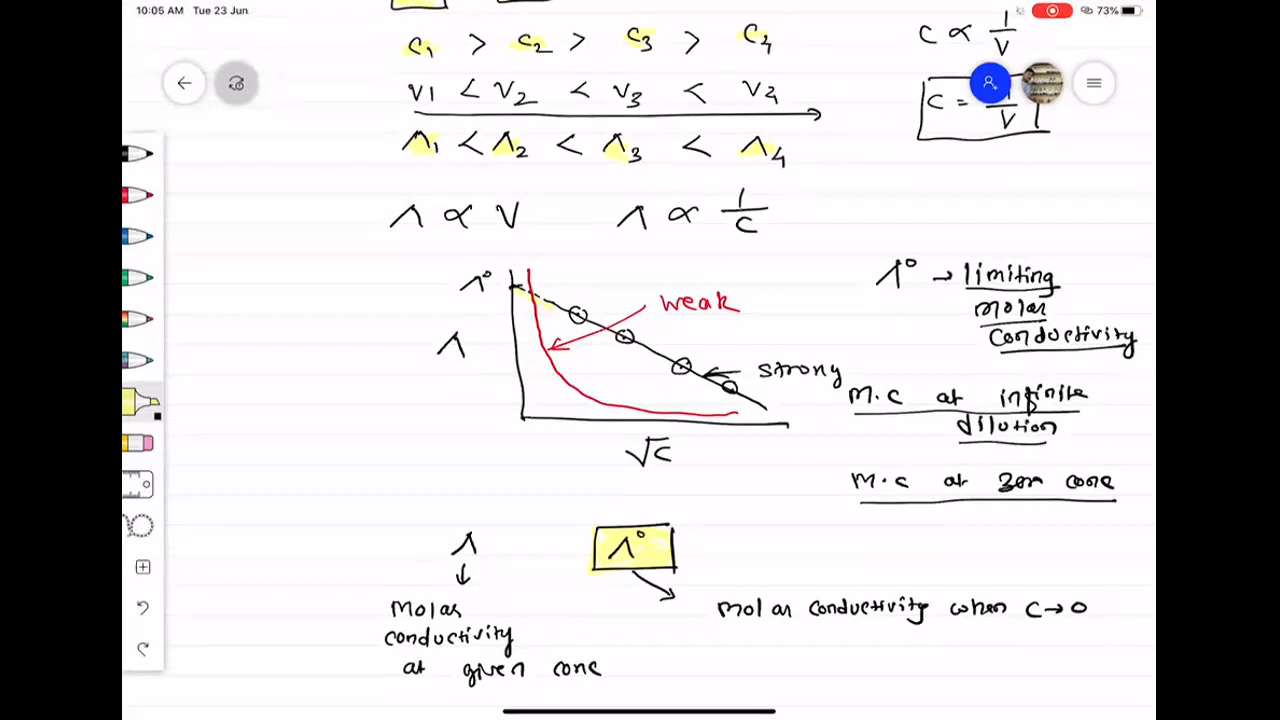 10:05 AM Tue 23 Jun
73%
C1 > C2 > C3 > C4
V1 < V2 < V3 < V4
Λ1 < Λ2 < Λ3 < Λ4
C ∝ 1/V
C = 1/V
Λ ∝ V Λ ∝ 1/C
Λ°
Λ
weak
strong
√C
Λ° → limiting
molar
conductivity
M.C at infinite
dilution
M.C at zero conc
Λ
Λ°
Molar
conductivity
at given conc
Molar conductivity when C→0